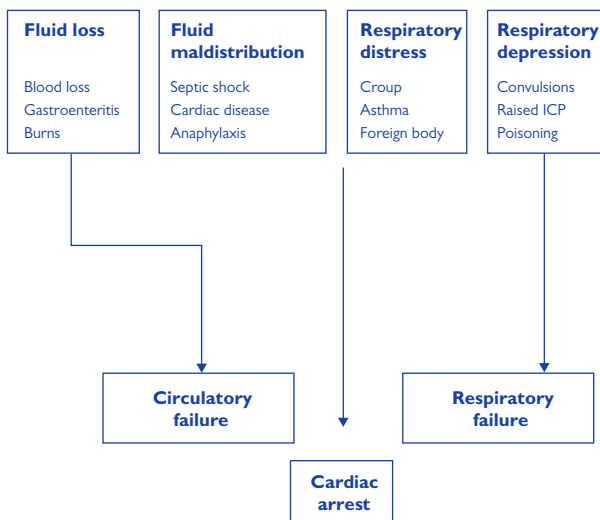 Fluid loss
Blood loss
Gastroenteritis
Burns
Fluid
maldistribution
Septic shock
Cardiac disease
Anaphylaxis
Respiratory
distress
Croup
Asthma
Foreign body
Respiratory
depression
Convulsions
Raised ICP
Poisoning
Circulatory
failure
Respiratory
failure
Cardiac
arrest